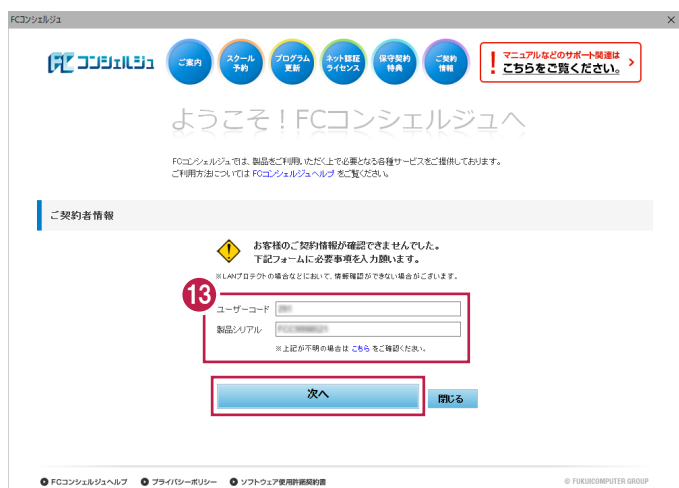 FCコンシェルジュ
FC コンシェルジュ
ご案内
スクール
予約
プログラム
更新
ネット認証
ライセンス
保守契約
特典
ご契約
情報
マニュアルなどのサポート関連は
こちらをご覧ください。
ようこそ！FCコンシェルジュへ
FCコンシェルジュでは、製品をご利用いただく上で必要となる各種サービスをご提供しております。
ご利用方法については FCコンシェルジュヘルプ をご覧ください。
ご契約者情報
お客様のご契約情報が確認できませんでした。
下記フォームに必要事項を入力願います。
※LANプロテクトの場合などにおいて、情報確認ができない場合がございます。
13
ユーザーコード
製品シリアル
※上記が不明の場合は こちら をご確認ください。
次へ
閉じる
FCコンシェルジュヘルプ プライバシーポリシー ソフトウェア使用許諾契約書
© FUKUICOMPUTER GROUP